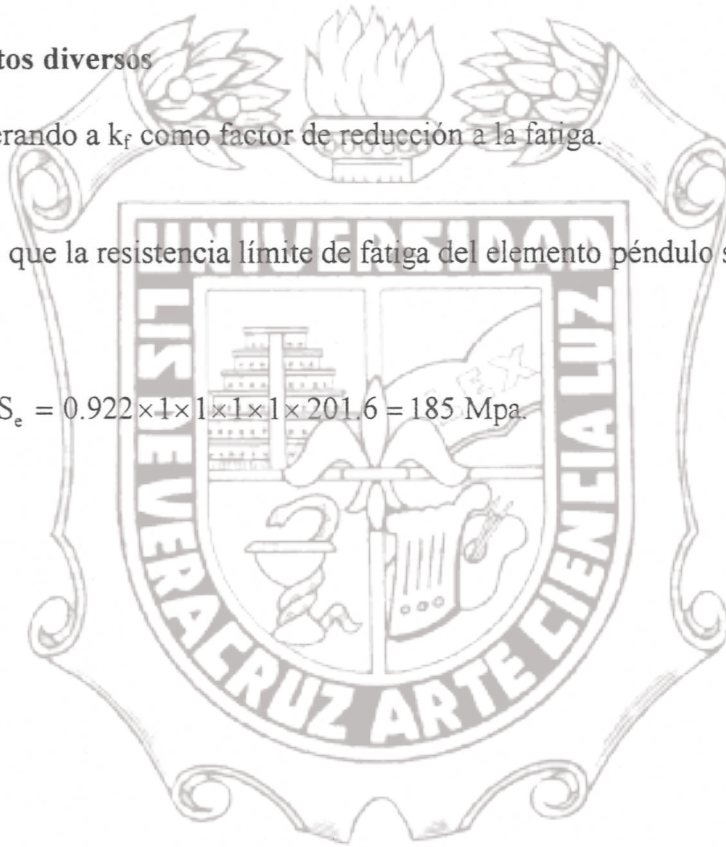 tos diversos
erando a kf como factor de reducción a la fatiga.
que la resistencia límite de fatiga del elemento péndulo s
Se = 0.922×1×1×1×1×201.6 = 185 Mpa.
UNIVERSIDAD
LIS DE VERACRUZ ARTE CIENCIA LUZ
LEX